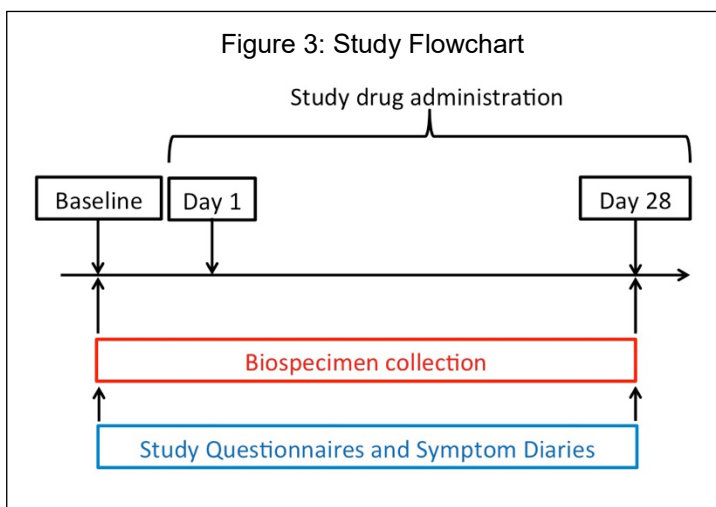 Figure 3: Study Flowchart
Study drug administration
Baseline
Day 1
Day 28
Biospecimen collection
Study Questionnaires and Symptom Diaries